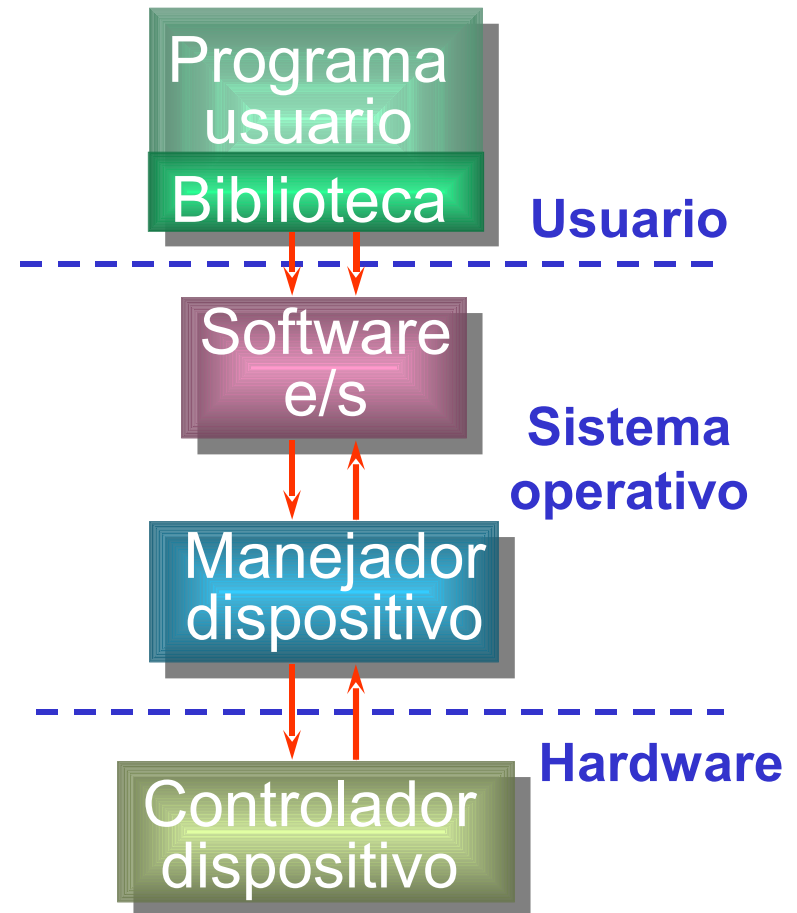 Programa
usuario
Biblioteca
Usuario
Software
e/s
Sistema
operativo
Manejador
dispositivo
Hardware
Controlador
dispositivo